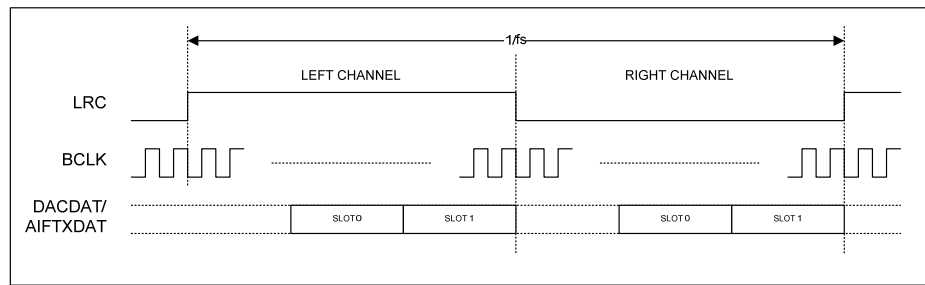 1/fs
LEFT CHANNEL RIGHT CHANNEL
LRC
BCLK
DACDAT/
AIFTXDAT
SLOT0 SLOT 1 SLOT 0 SLOT 1